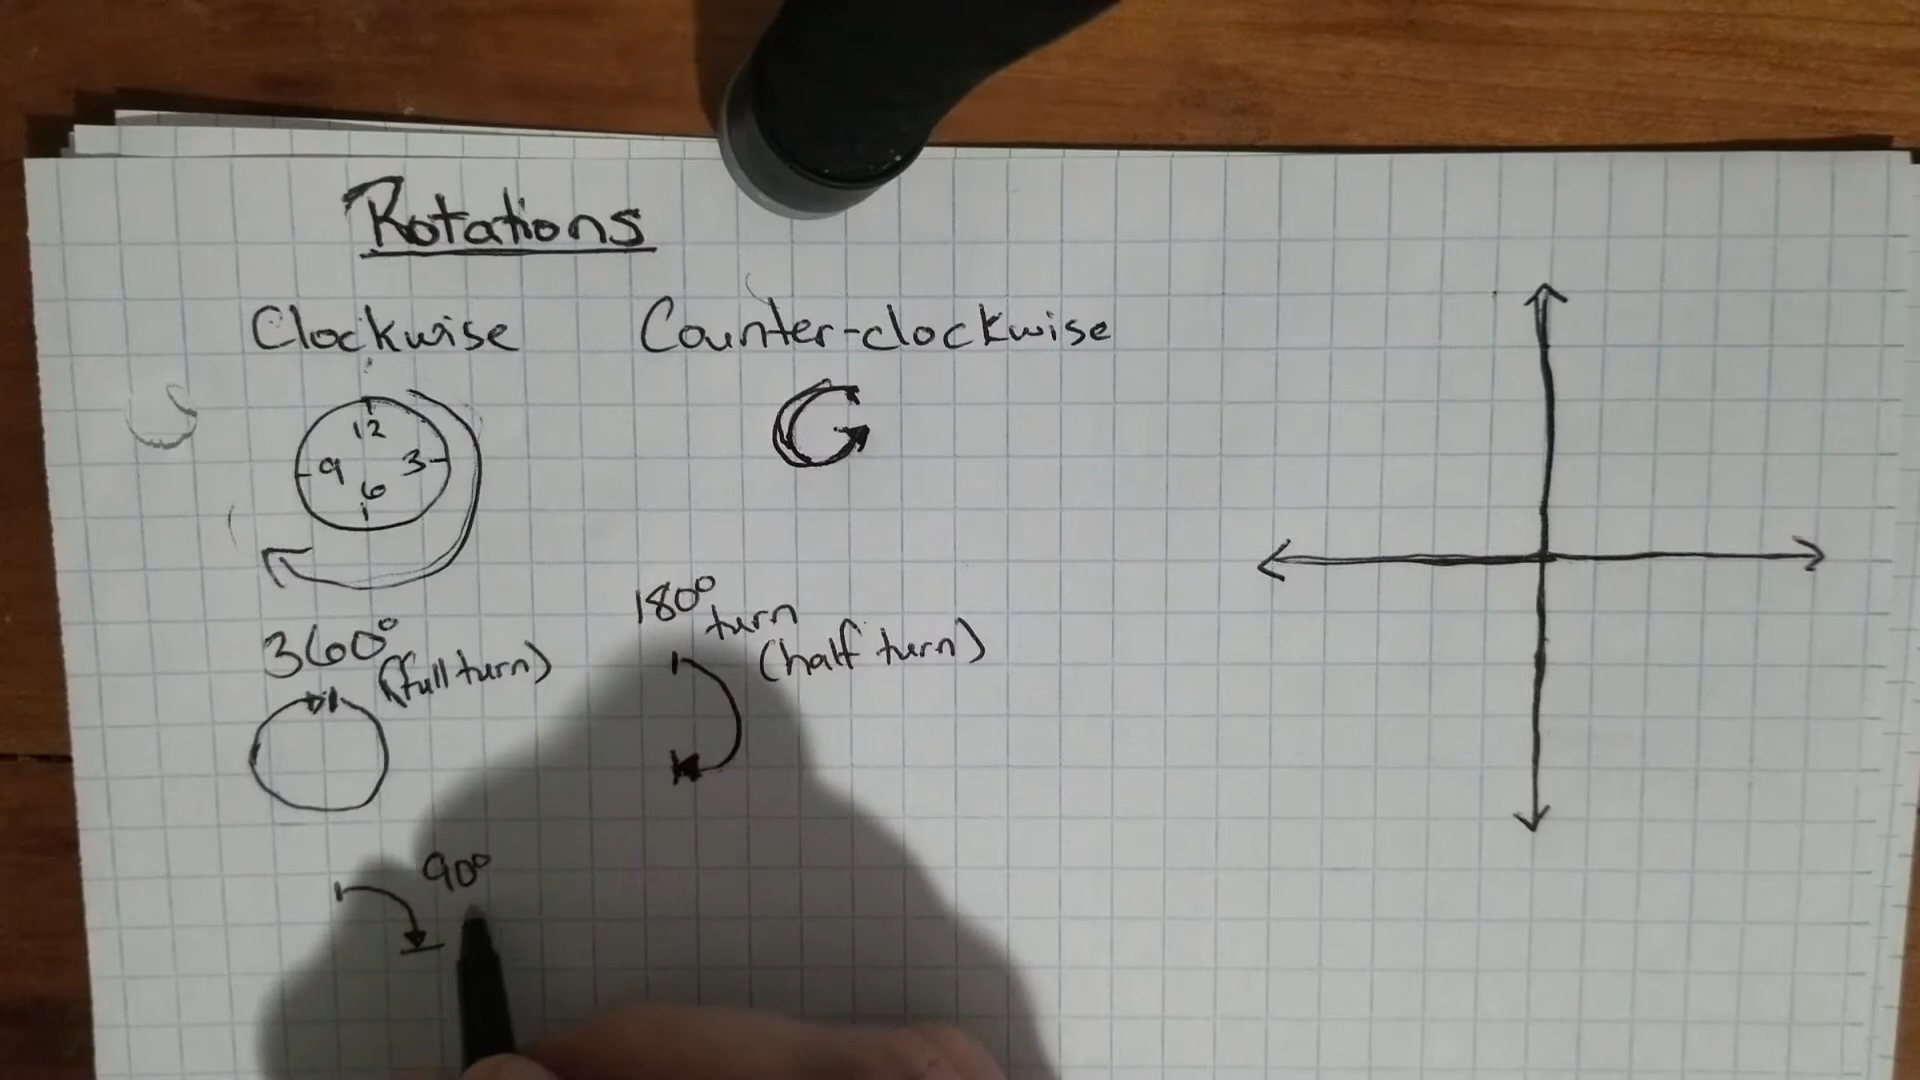 Rotations
Clockwise
Counter-clockwise
12
9 3
6
360°
(full turn)
180°
turn
(half turn)
90°